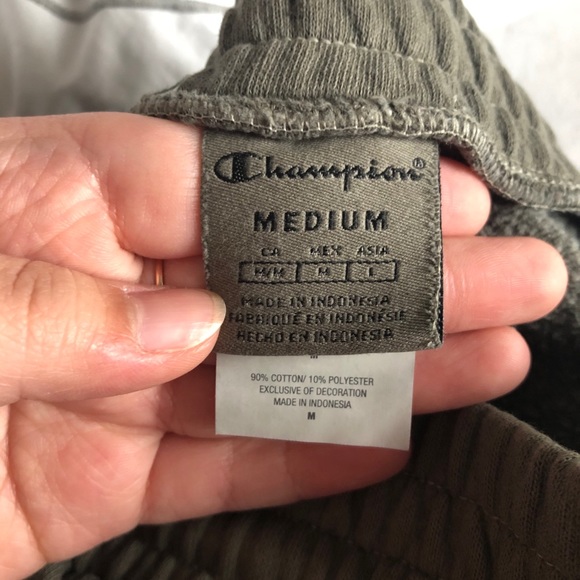 Champion®
MEDIUM
CA MEX ASIA
M/M M L
MADE IN INDONESIA
FABRIQUÉ EN INDONÉSIE
HECHO EN INDONESIA
M
90% COTTON/ 10% POLYESTER
EXCLUSIVE OF DECORATION
MADE IN INDONESIA
M